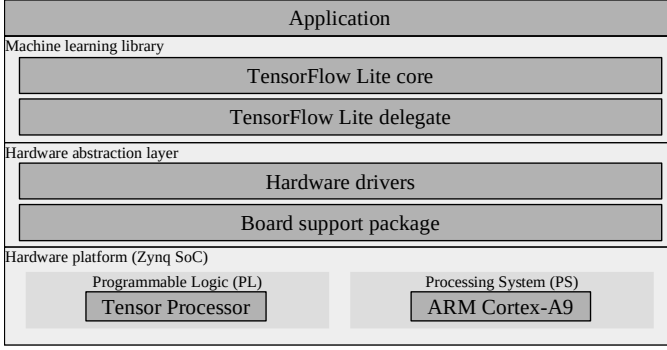 Application
Machine learning library
TensorFlow Lite core
TensorFlow Lite delegate
Hardware abstraction layer
Hardware drivers
Board support package
Hardware platform (Zynq SoC)
Programmable Logic (PL)
Tensor Processor
Processing System (PS)
ARM Cortex-A9